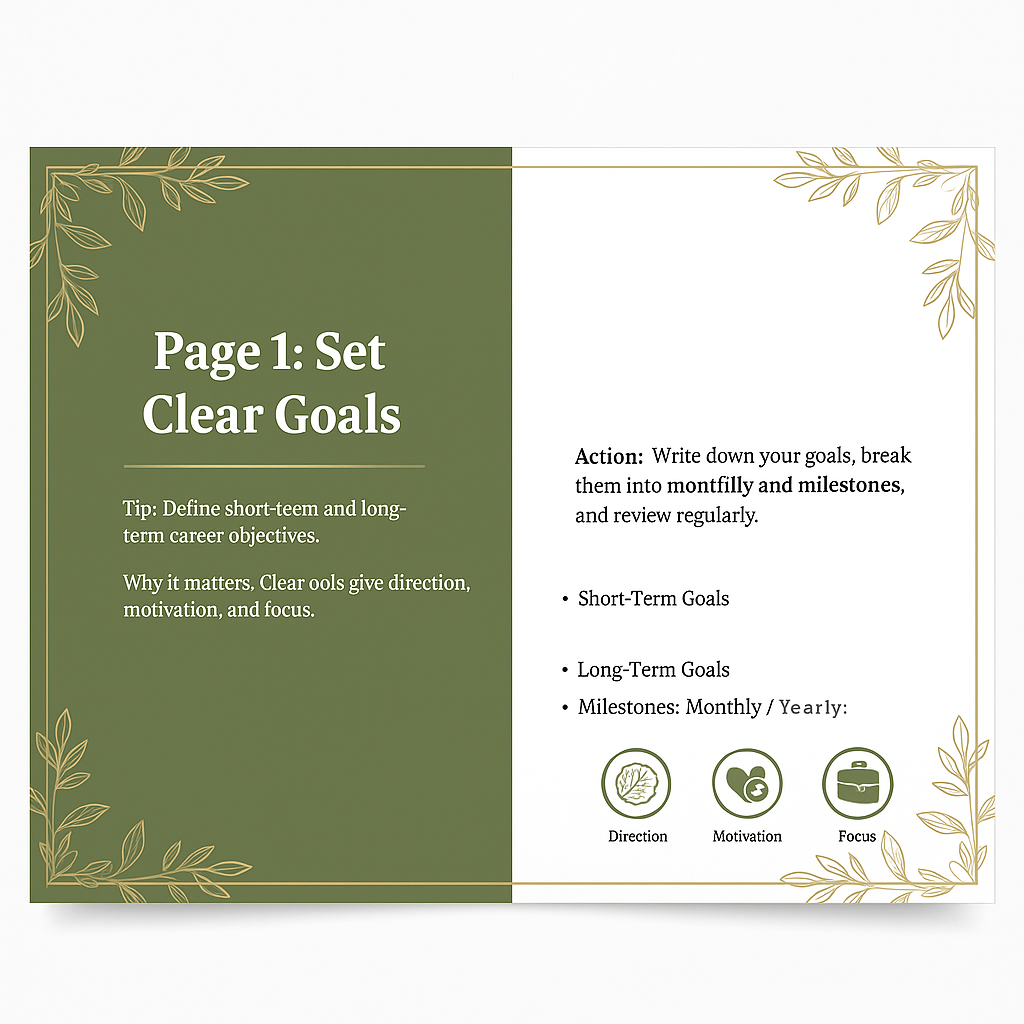 Page 1: Set
Clear Goals
Tip: Define short-teem and long-
term career objectives.
Why it matters. Clear ools give direction,
motivation, and focus.
Action: Write down your goals, break
them into montfilly and milestones,
and review regularly.
• Short-Term Goals
• Long-Term Goals
• Milestones: Monthly / Yearly:
Direction
Motivation
Focus